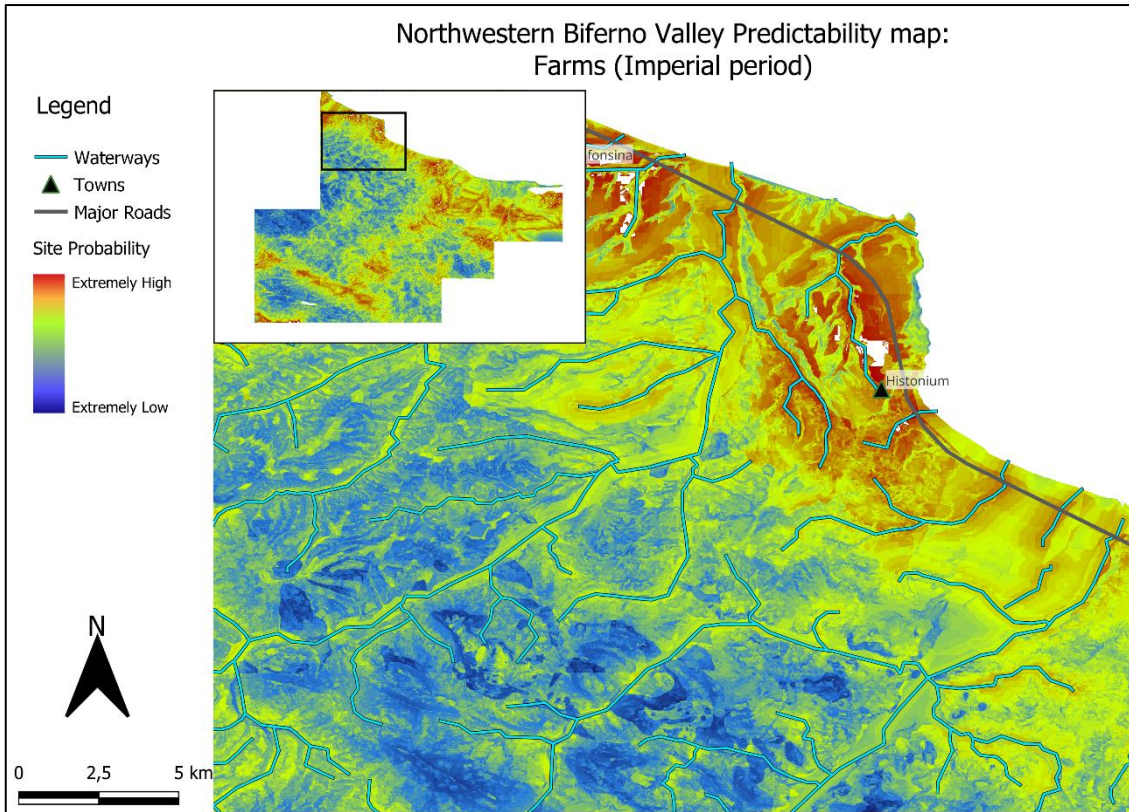 Northwestern Biferno Valley Predictability map:
Farms (Imperial period)
Legend
Waterways
Towns
Major Roads
Site Probability
Extremely High
Extremely Low
fonsina
Histonium
N
0 2,5 5 km